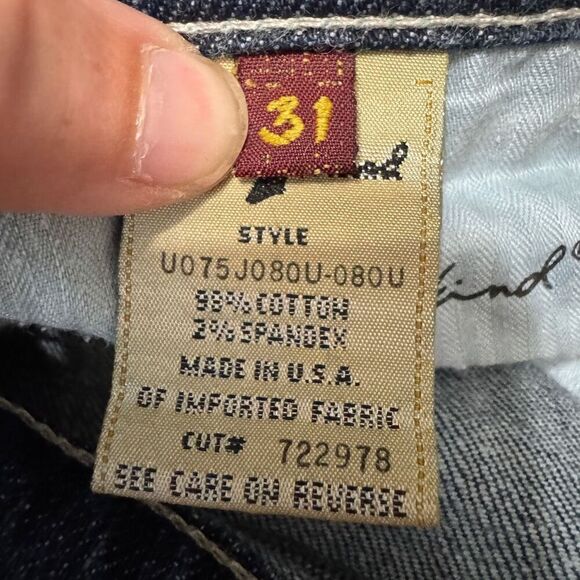 31
STYLE
U075J080U-080U
98% COTTON
2% SPANDEX
MADE IN U.S.A.
OF IMPORTED FABRIC
CUT# 722978
SEE CARE ON REVERSE
kind®